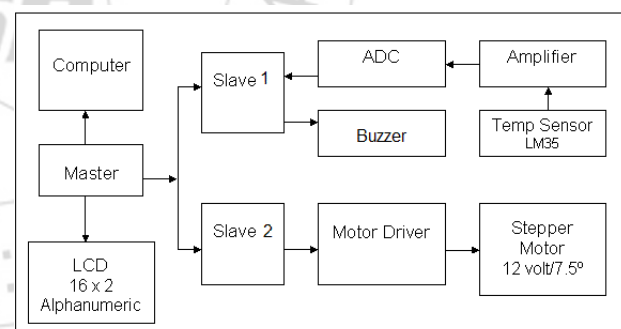 Computer
Slave 1
ADC
Amplifier
Buzzer
Temp Sensor
LM35
Master
Slave 2
Motor Driver
Stepper
Motor
12 volt/7.5º
LCD
16 x 2
Alphanumeric